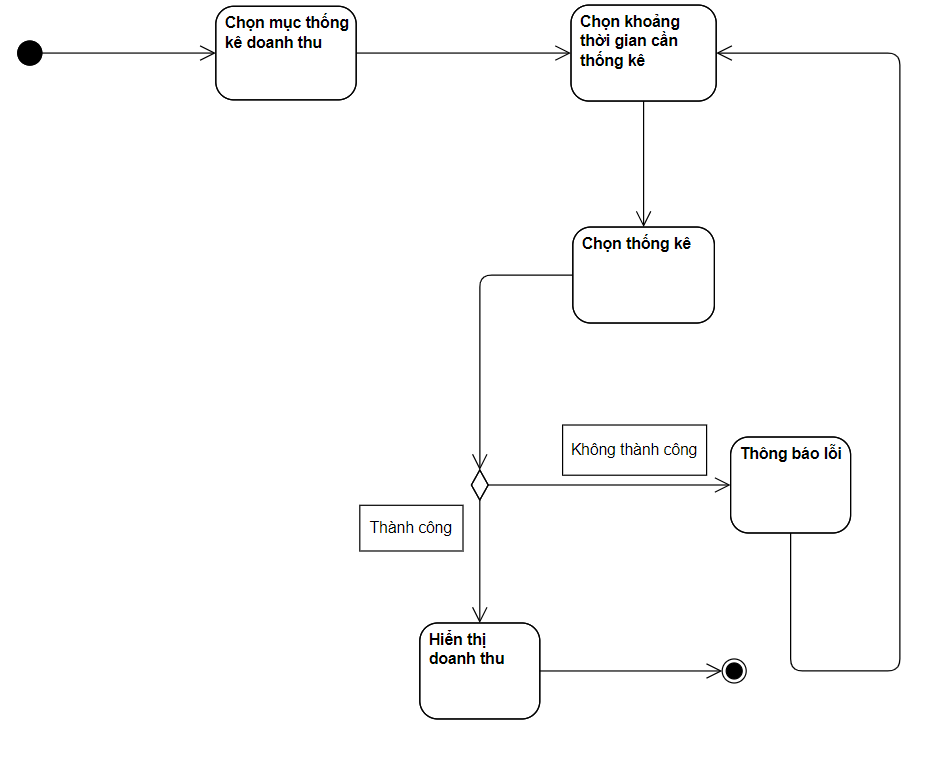 Chọn mục thống
kê doanh thu
Chọn khoảng
thời gian cần
thống kê
Chọn thống kê
Không thành công
Thông báo lỗi
Thành công
Hiển thị
doanh thu